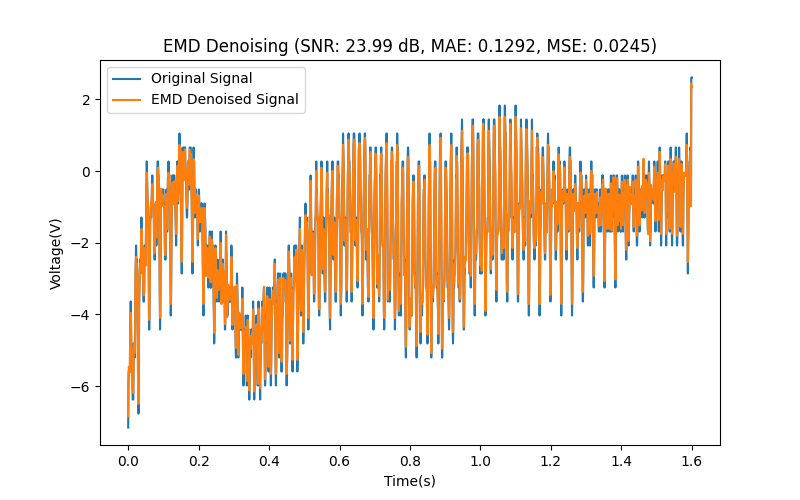 EMD Denoising (SNR: 23.99 dB, MAE: 0.1292, MSE: 0.0245)
Original Signal
EMD Denoised Signal
2
0
−2
−4
−6
Voltage(V)
0.0 0.2 0.4 0.6 0.8 1.0 1.2 1.4 1.6
Time(s)